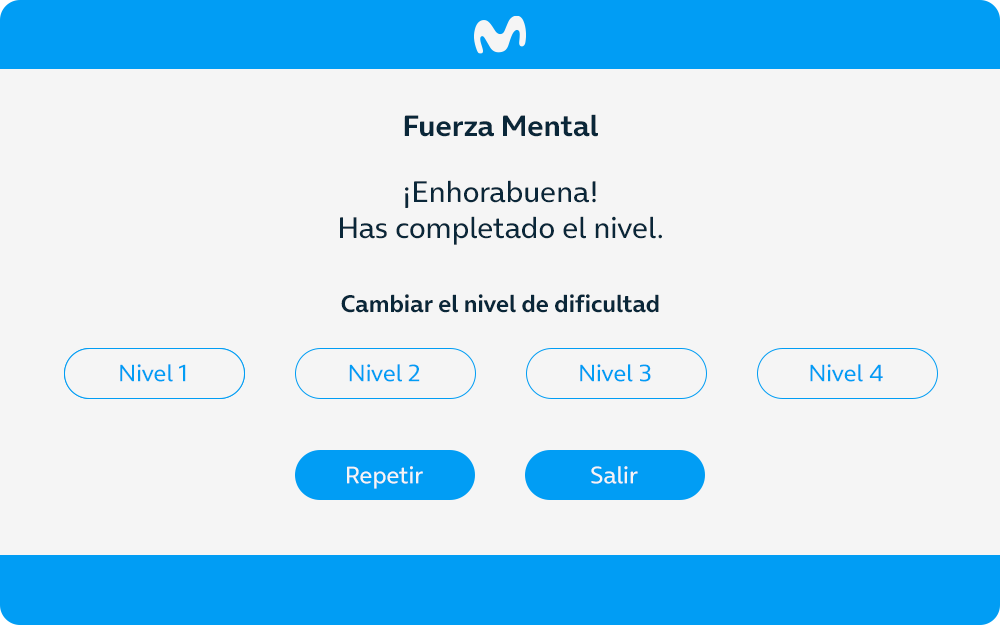 Fuerza Mental
¡Enhorabuena!
Has completado el nivel.
Cambiar el nivel de dificultad
Nivel 1
Nivel 2
Nivel 3
Nivel 4
Repetir
Salir